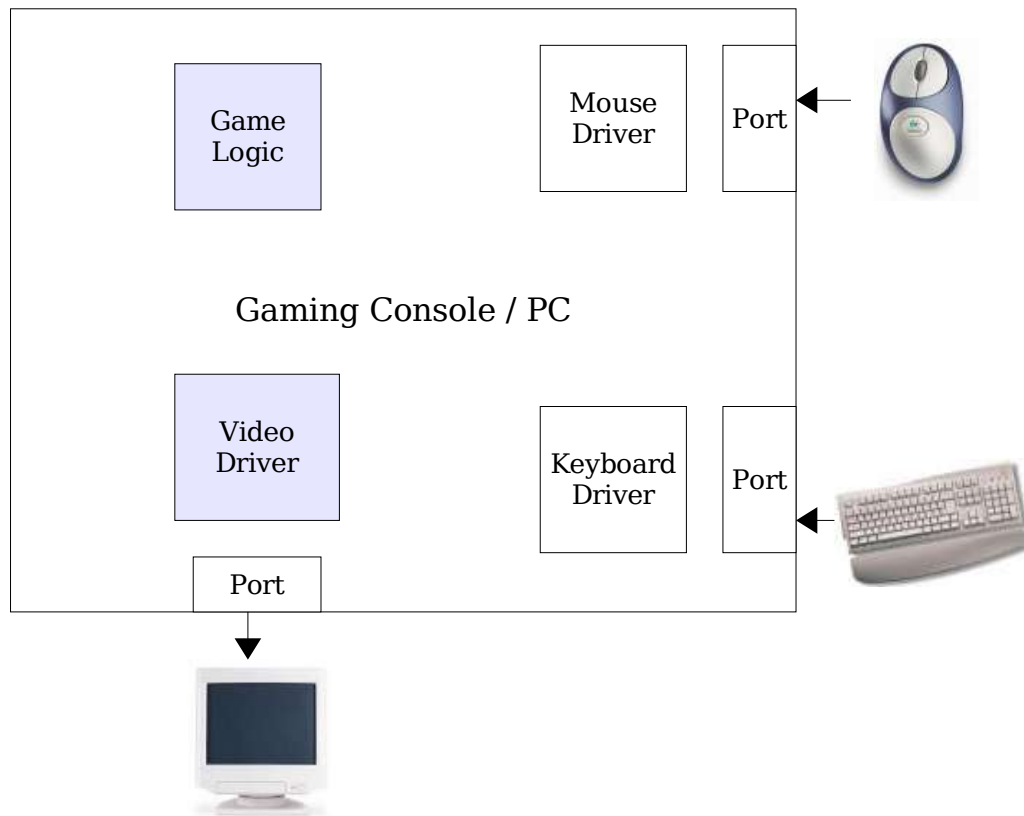 Game
Logic
Mouse
Driver
Port
Gaming Console / PC
Video
Driver
Keyboard
Driver
Port
Port